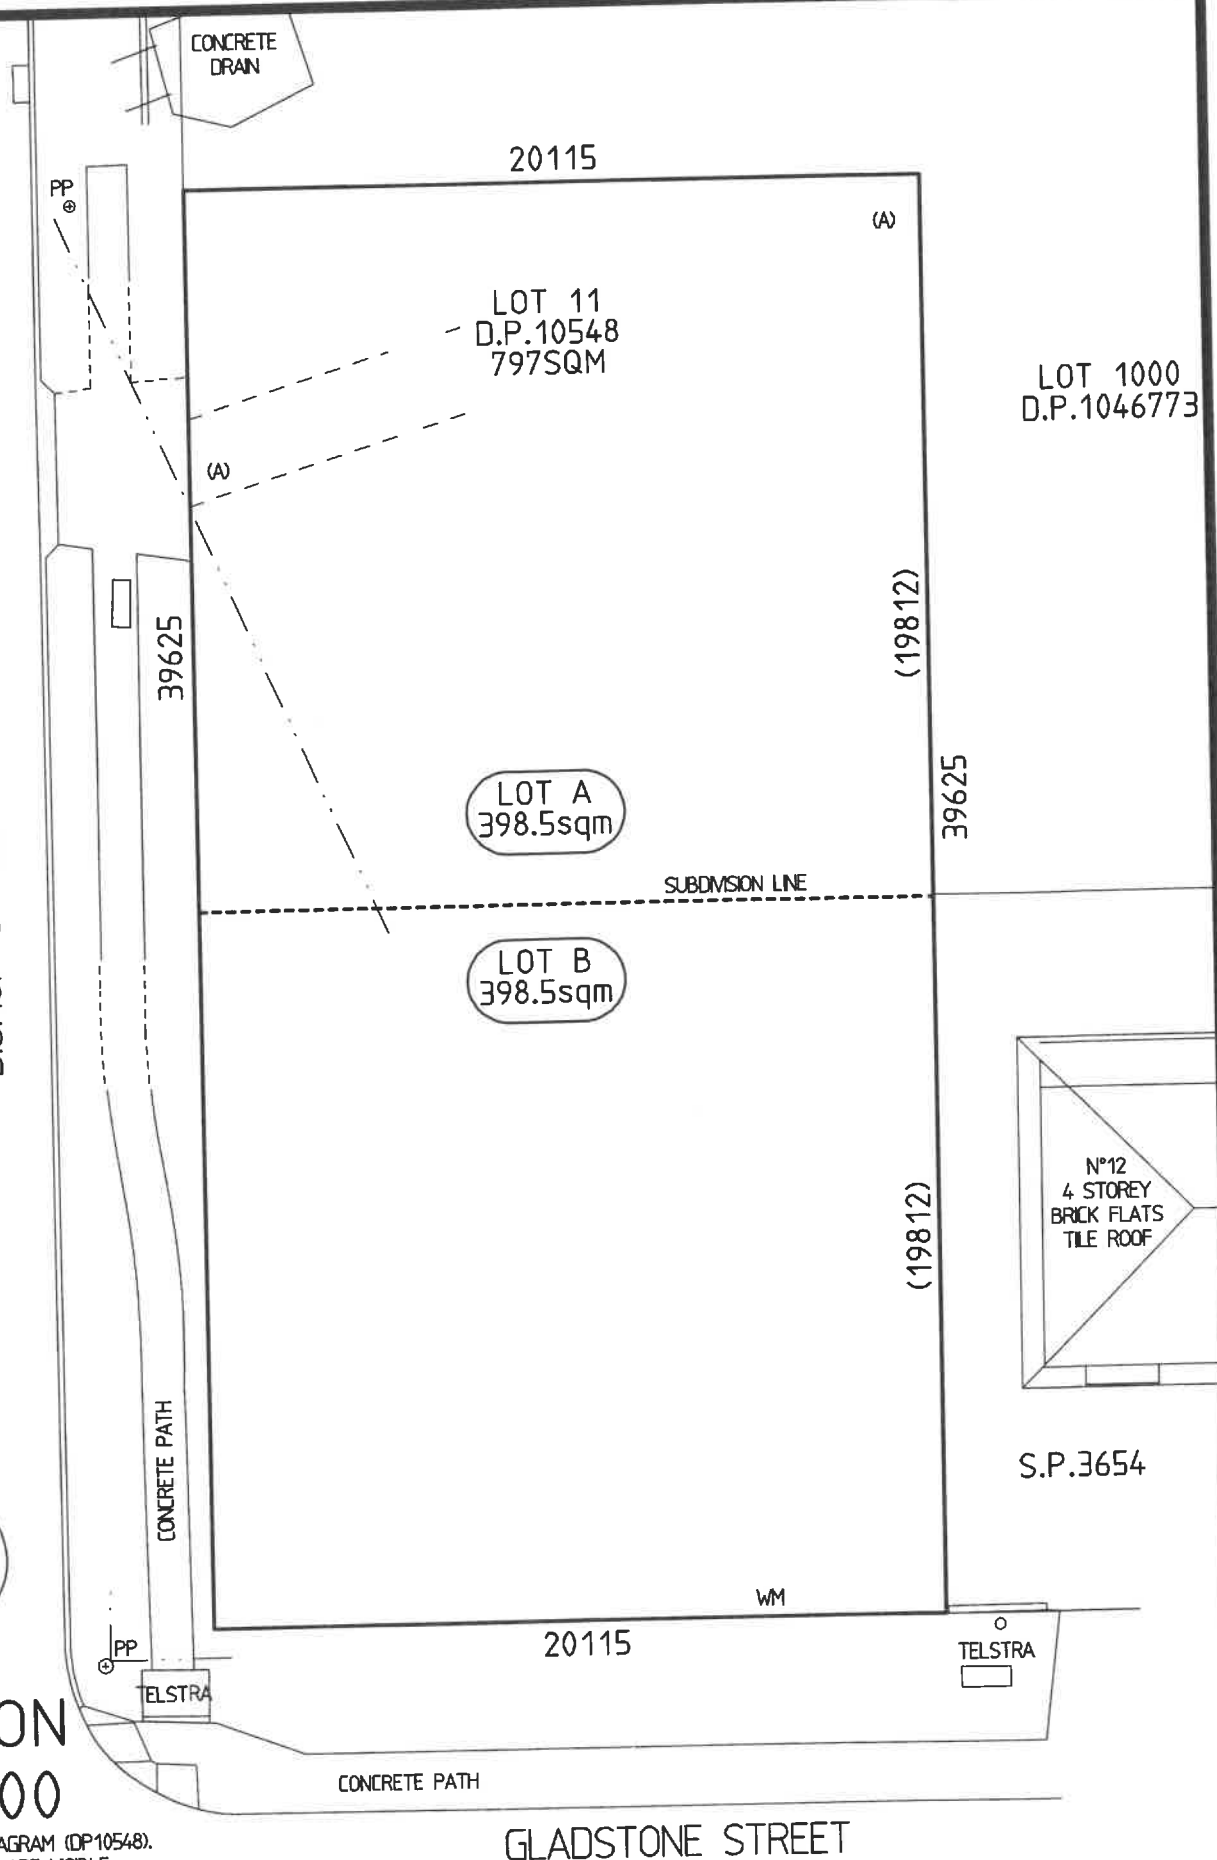 CONCRETE
DRAIN
20115
PP
(A)
LOT 11
D.P.10548
797SQM
LOT 1000
D.P.1046773
(A)
(19812)
39625
39625
LOT A
398.5sqm
SUBDIVISION LINE
LOT B
398.5sqm
N°12
4 STOREY
BRICK FLATS
TILE ROOF
(19812)
CONCRETE PATH
S.P.3654
WM
20115
PP
TELSTRA
TELSTRA
ON
00
CONCRETE PATH
AGRAM (DP10548).
GLADSTONE STREET